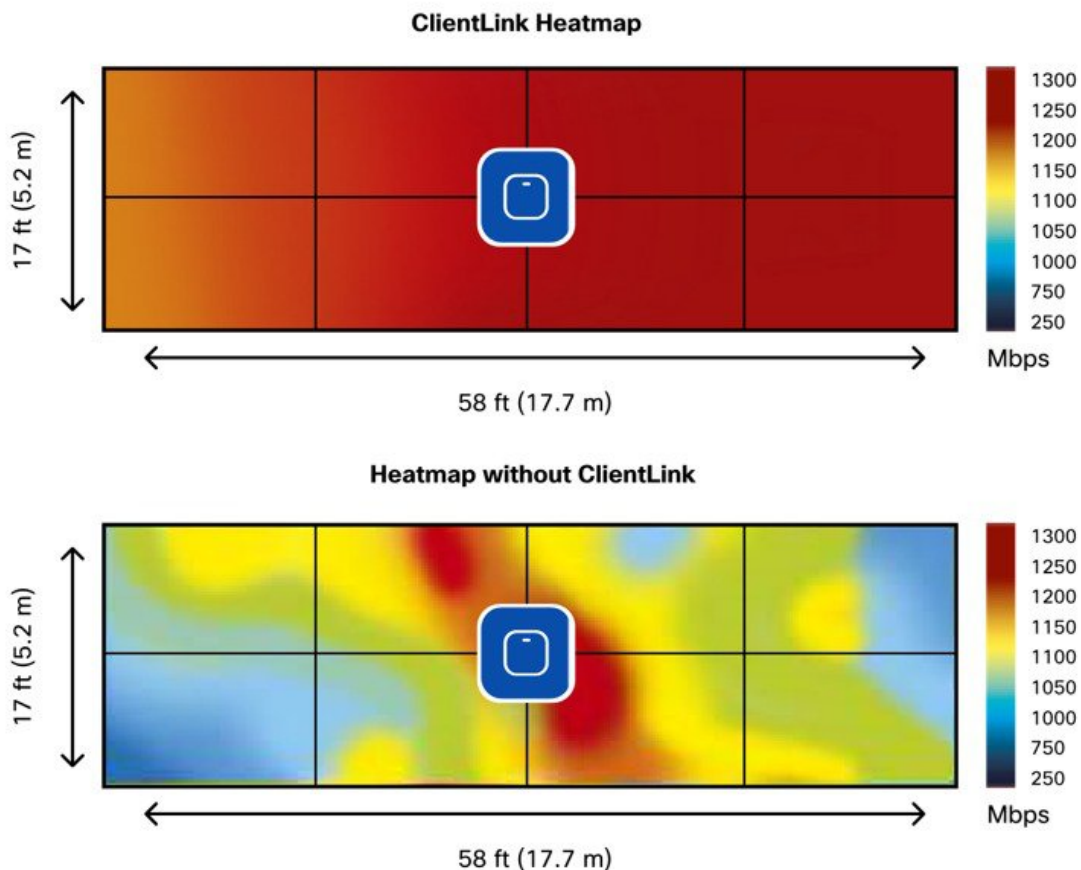 ClientLink Heatmap
17 ft (5.2 m)
1300
1250
1200
1150
1100
1050
1000
750
250
Mbps
58 ft (17.7 m)
Heatmap without ClientLink
17 ft (5.2 m)
1300
1250
1200
1150
1100
1050
1000
750
250
Mbps
58 ft (17.7 m)